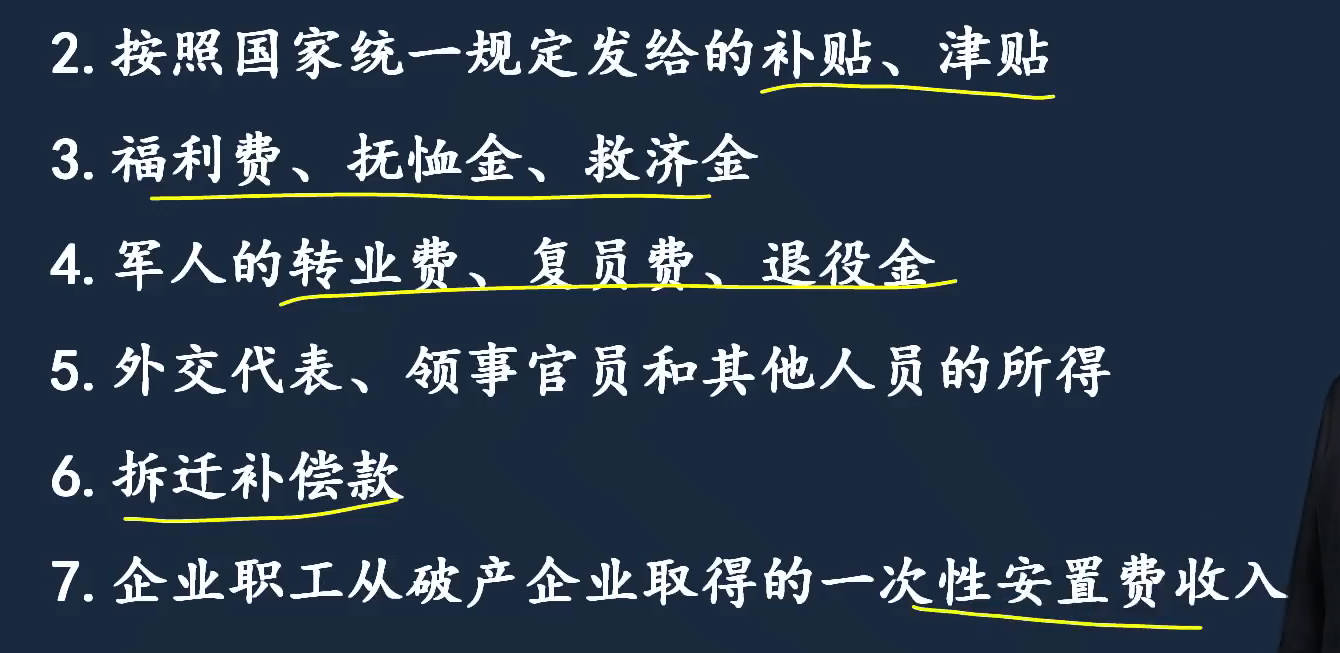 2. 按照国家统一规定发给的补贴、津贴
3. 福利费、抚恤金、救济金
4. 军人的转业费、复员费、退役金
5. 外交代表、领事官员和其他人员的所得
6. 拆迁补偿款
7. 企业职工从破产企业取得的一次性安置费收入